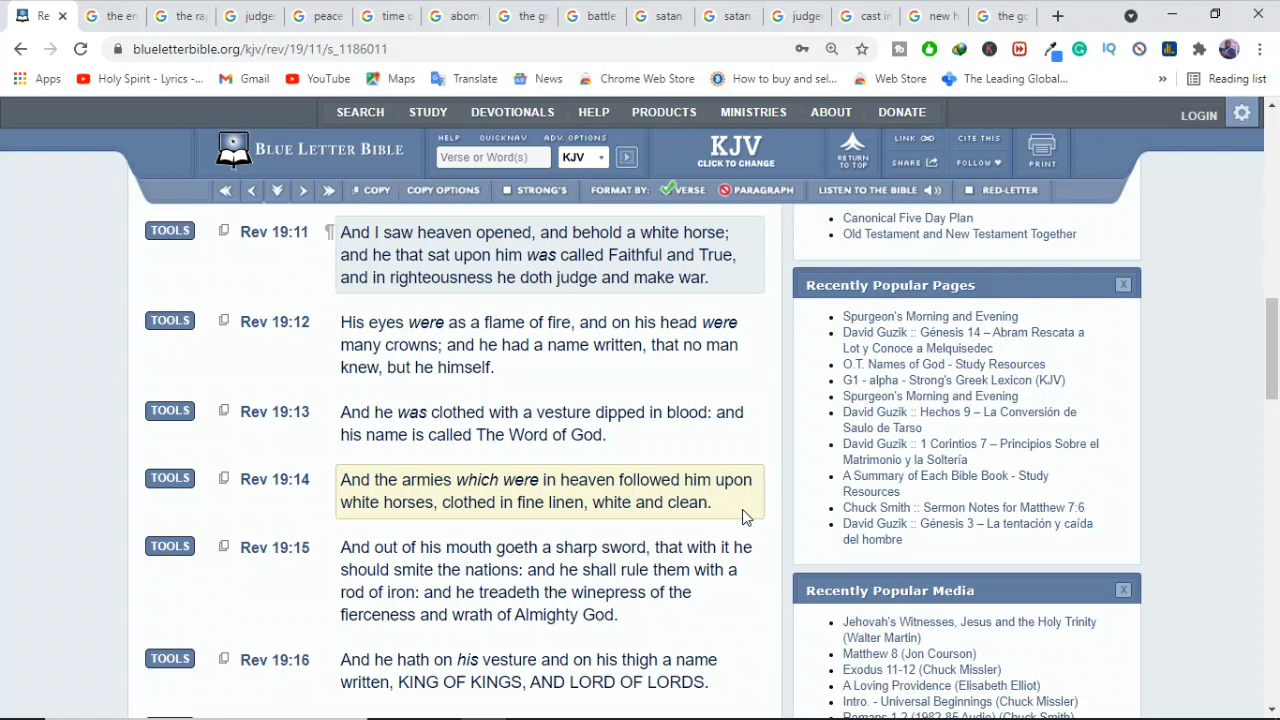 Re
the en
the ra
judge
peace
time o
abom
the gr
battle
satan
satan
judge
cast in
new h
the go
blueletterbible.org/kjv/rev/19/11/s_1186011
Apps
Holy Spirit - Lyrics -...
Gmail
YouTube
Maps
Translate
News
Chrome Web Store
How to buy and sel...
Web Store
The Leading Global...
»
Reading list
SEARCH
STUDY
DEVOTIONALS
HELP
PRODUCTS
MINISTRIES
ABOUT
DONATE
LOGIN
BLUE LETTER BIBLE
HELP
QUICKNAV
ADV. OPTIONS
Verse or Word(s)
KJV
KJV
CLICK TO CHANGE
RETURN
TO TOP
LINK
SHARE
CITE THIS
FOLLOW
PRINT
COPY
COPY OPTIONS
STRONG'S
FORMAT BY:
VERSE
PARAGRAPH
LISTEN TO THE BIBLE
RED-LETTER
TOOLS
Rev 19:11
¶
And I saw heaven opened, and behold a white horse;
and he that sat upon him was called Faithful and True,
and in righteousness he doth judge and make war.
TOOLS
Rev 19:12
His eyes were as a flame of fire, and on his head were
many crowns; and he had a name written, that no man
knew, but he himself.
TOOLS
Rev 19:13
And he was clothed with a vesture dipped in blood: and
his name is called The Word of God.
TOOLS
Rev 19:14
And the armies which were in heaven followed him upon
white horses, clothed in fine linen, white and clean.
TOOLS
Rev 19:15
And out of his mouth goeth a sharp sword, that with it he
should smite the nations: and he shall rule them with a
rod of iron: and he treadeth the winepress of the
fierceness and wrath of Almighty God.
TOOLS
Rev 19:16
And he hath on his vesture and on his thigh a name
written, KING OF KINGS, AND LORD OF LORDS.
Canonical Five Day Plan
Old Testament and New Testament Together
Recently Popular Pages
X
Spurgeon's Morning and Evening
David Guzik :: Génesis 14 – Abram Rescata a
Lot y Conoce a Melquisedec
O.T. Names of God - Study Resources
G1 - alpha - Strong's Greek Lexicon (KJV)
Spurgeon's Morning and Evening
David Guzik :: Hechos 9 – La Conversión de
Saulo de Tarso
David Guzik :: 1 Corintios 7 – Principios Sobre el
Matrimonio y la Soltería
A Summary of Each Bible Book - Study
Resources
Chuck Smith :: Sermon Notes for Matthew 7:6
David Guzik :: Génesis 3 – La tentación y caída
del hombre
Recently Popular Media
X
Jehovah's Witnesses, Jesus and the Holy Trinity
(Walter Martin)
Matthew 8 (Jon Courson)
Exodus 11-12 (Chuck Missler)
A Loving Providence (Elisabeth Elliot)
Intro. - Universal Beginnings (Chuck Missler)
Romans 1-2 (1982-85 Audio) (Chuck Smith)